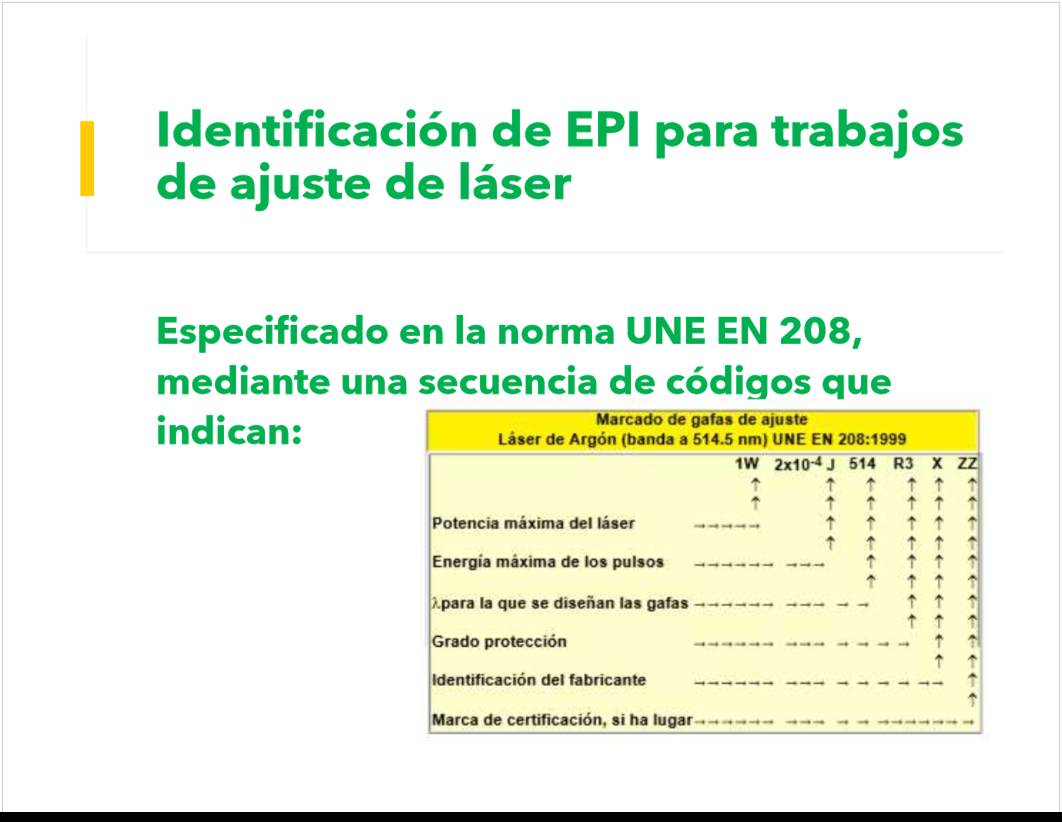 Identificación de EPI para trabajos
de ajuste de láser
Especificado en la norma UNE EN 208,
mediante una secuencia de códigos que
indican:
Marcado de gafas de ajuste
Láser de Argón (banda a 514.5 nm) UNE EN 208:1999
1W 2x10⁻⁴ J 514 R3 X ZZ
Potencia máxima del láser
Energía máxima de los pulsos
λpara la que se diseñan las gafas
Grado protección
Identificación del fabricante
Marca de certificación, si ha lugar